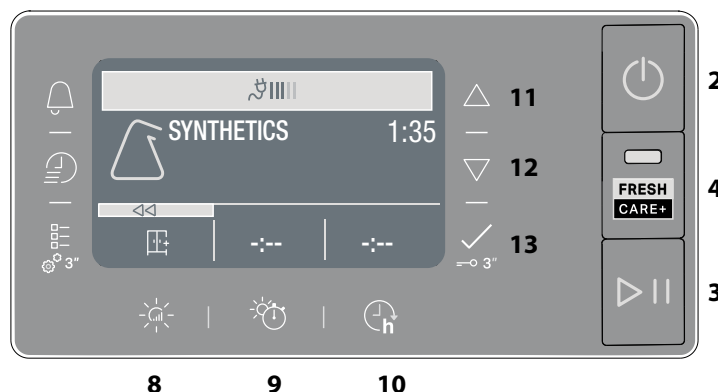 2
11
SYNTHETICS 1:35
12
FRESH
CARE+
4
-:-- -:--
13
3" 3"
3
h
8 9 10